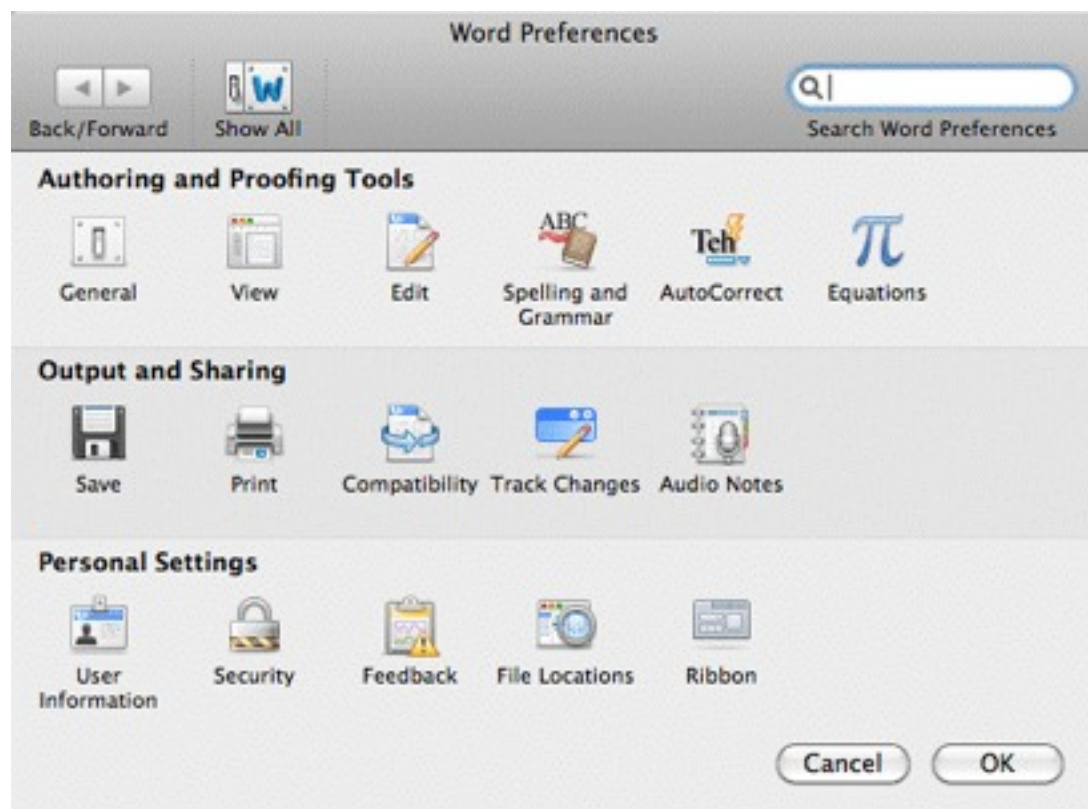 Word Preferences
Back/Forward
Show All
W
Search Word Preferences
Authoring and Proofing Tools
ABC
Teh
π
General
View
Edit
Spelling and
Grammar
AutoCorrect
Equations
Output and Sharing
Save
Print
Compatibility
Track Changes
Audio Notes
Personal Settings
User
Information
Security
Feedback
File Locations
Ribbon
Cancel
OK